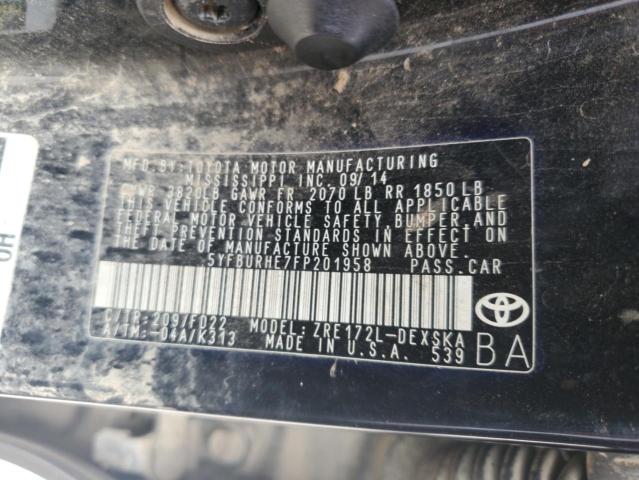 MFD.BY:TOYOTA MOTOR MANUFACTURING
MISSISSIPPI INC 09/14
GVWR 3820LB GAWR FR 2070 LB RR 1850 LB
THIS VEHICLE CONFORMS TO ALL APPLICABLE
FEDERAL MOTOR VEHICLE SAFETY, BUMPER AND
THEFT PREVENTION STANDARDS IN EFFECT ON
THE DATE OF MANUFACTURE SHOWN ABOVE.
5YFBURHE7FP201958 PASS.CAR
C/TR:209/FD22 MODEL: ZRE172L-DEXSKA
A/TM:-04A/K313 MADE IN U.S.A. 539
BA
HO